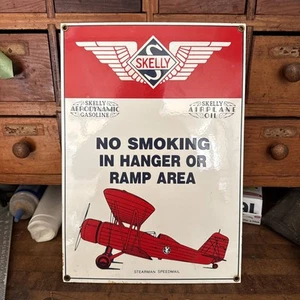 S
SKELLY
SKELLY
AERODYNAMIC
GASOLINE
SKELLY
AIRPLANE
OIL
NO SMOKING
IN HANGER OR
RAMP AREA
STEARMAN SPEEDMAIL